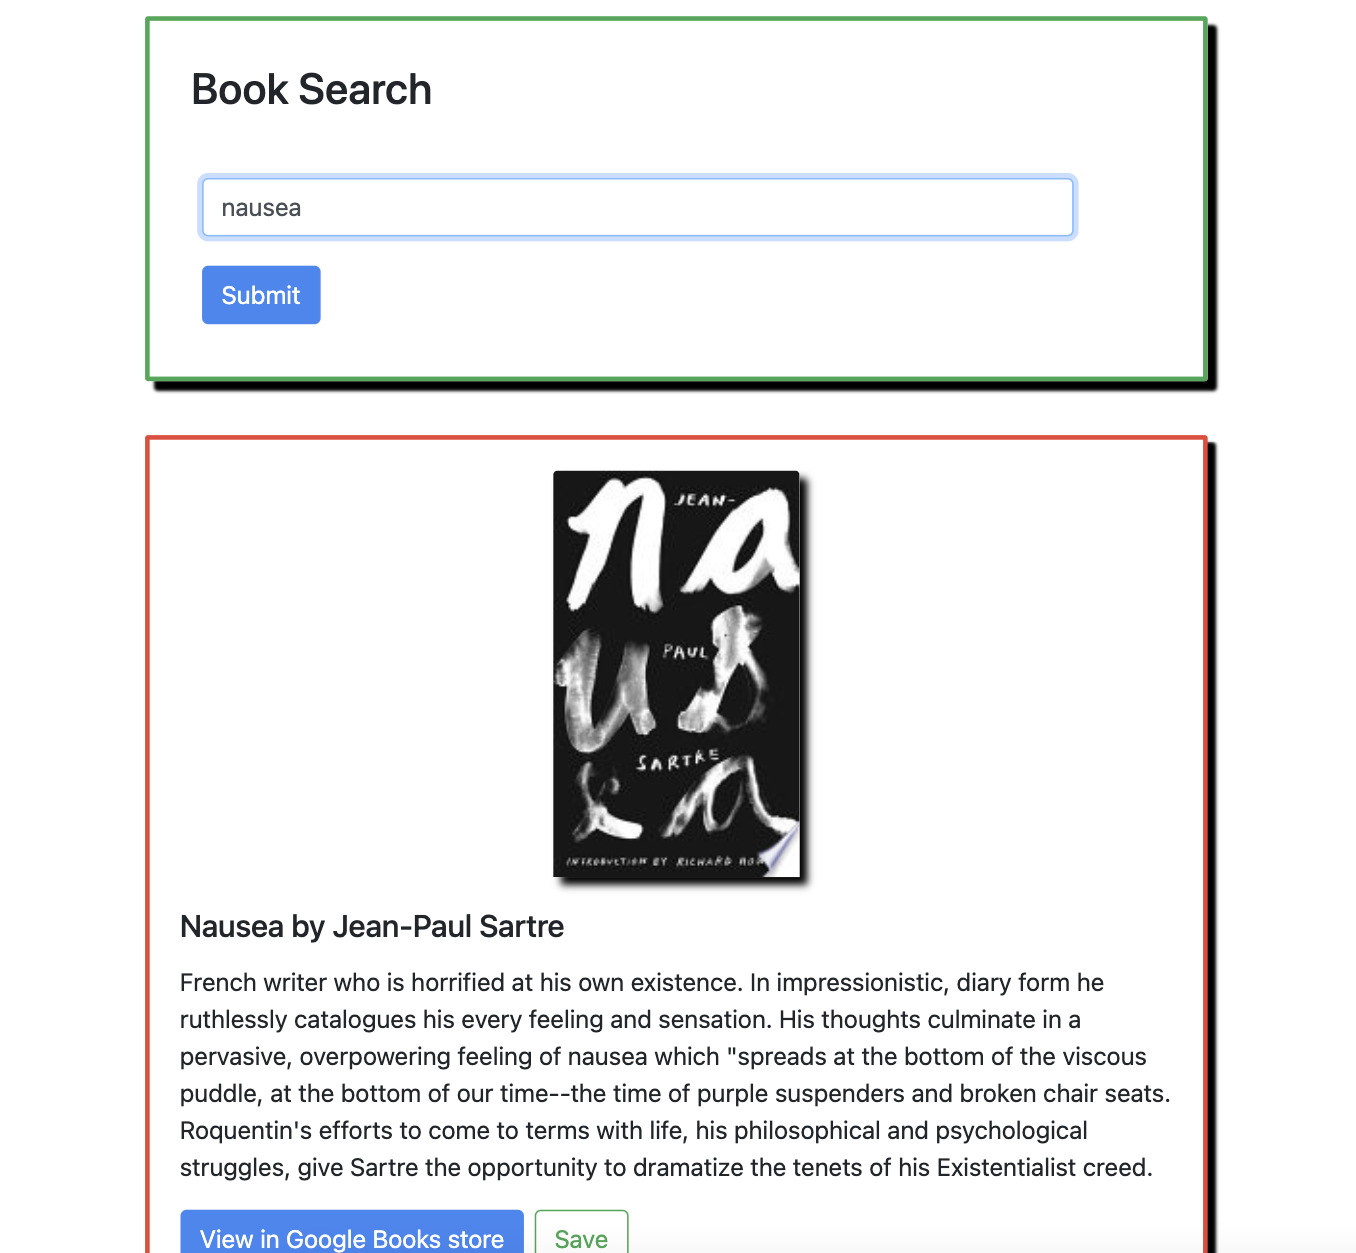 Book Search
nausea
Submit
na
JEAN-
us
PAUL
SARTRE
ea
INTRODUCTION BY RICHARD
Nausea by Jean-Paul Sartre
French writer who is horrified at his own existence. In impressionistic, diary form he
ruthlessly catalogues his every feeling and sensation. His thoughts culminate in a
pervasive, overpowering feeling of nausea which "spreads at the bottom of the viscous
puddle, at the bottom of our time--the time of purple suspenders and broken chair seats.
Roquentin's efforts to come to terms with life, his philosophical and psychological
struggles, give Sartre the opportunity to dramatize the tenets of his Existentialist creed.
View in Google Books store
Save